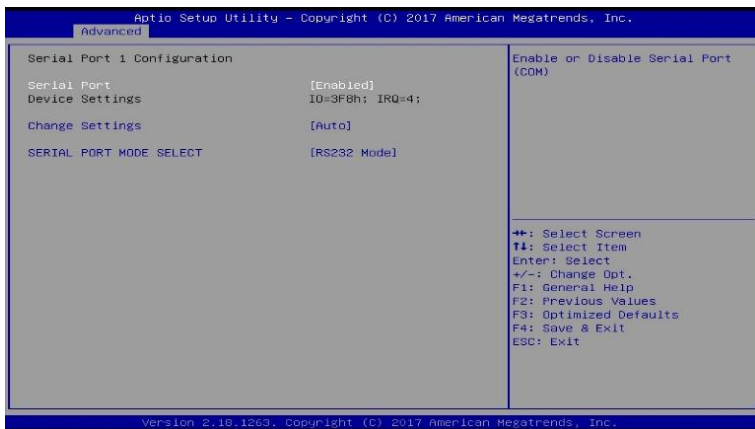 Aptio Setup Utility – Copyright (C) 2017 American Megatrends, Inc.
Advanced
Serial Port 1 Configuration
Serial Port [Enabled]
Device Settings IO=3F8h; IRQ=4;
Change Settings [Auto]
SERIAL PORT MODE SELECT [RS232 Mode]
Enable or Disable Serial Port
(COM)
→←: Select Screen
↑↓: Select Item
Enter: Select
+/-: Change Opt.
F1: General Help
F2: Previous Values
F3: Optimized Defaults
F4: Save & Exit
ESC: Exit
Version 2.18.1263. Copyright (C) 2017 American Megatrends, Inc.